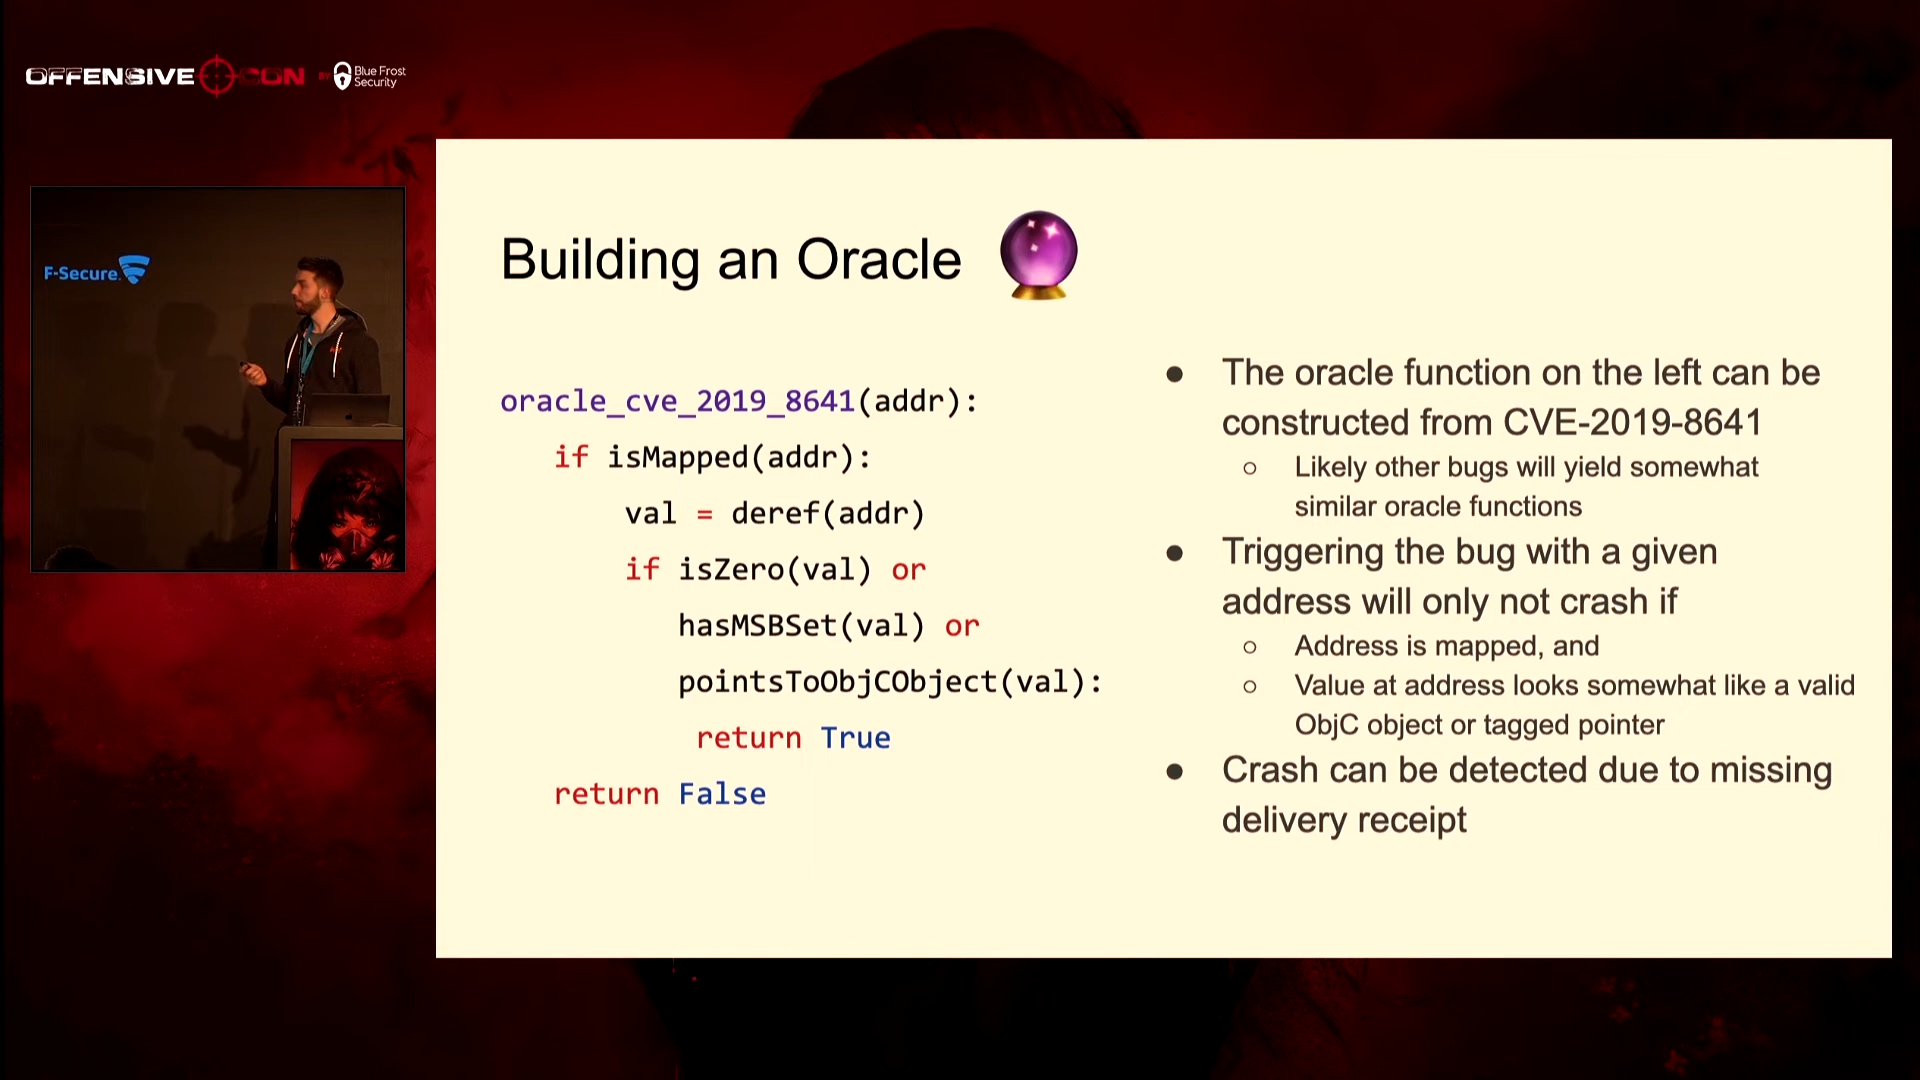 OFFENSIVE CON BY Blue Frost
Security
F-Secure.
Building an Oracle
oracle_cve_2019_8641(addr):
if isMapped(addr):
val = deref(addr)
if isZero(val) or
hasMSBSet(val) or
pointsToObjCObject(val):
return True
return False
● The oracle function on the left can be
constructed from CVE-2019-8641
○ Likely other bugs will yield somewhat
similar oracle functions
● Triggering the bug with a given
address will only not crash if
○ Address is mapped, and
○ Value at address looks somewhat like a valid
ObjC object or tagged pointer
● Crash can be detected due to missing
delivery receipt